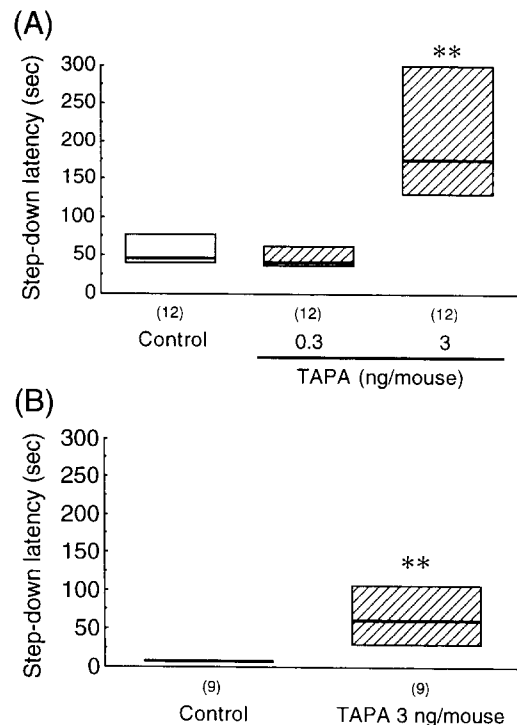 (A)
**
Step-down latency (sec)
300
250
200
150
100
50
0
(12)
(12)
(12)
Control
0.3
3
TAPA (ng/mouse)
(B)
**
Step-down latency (sec)
300
250
200
150
100
50
0
(9)
(9)
Control
TAPA 3 ng/mouse